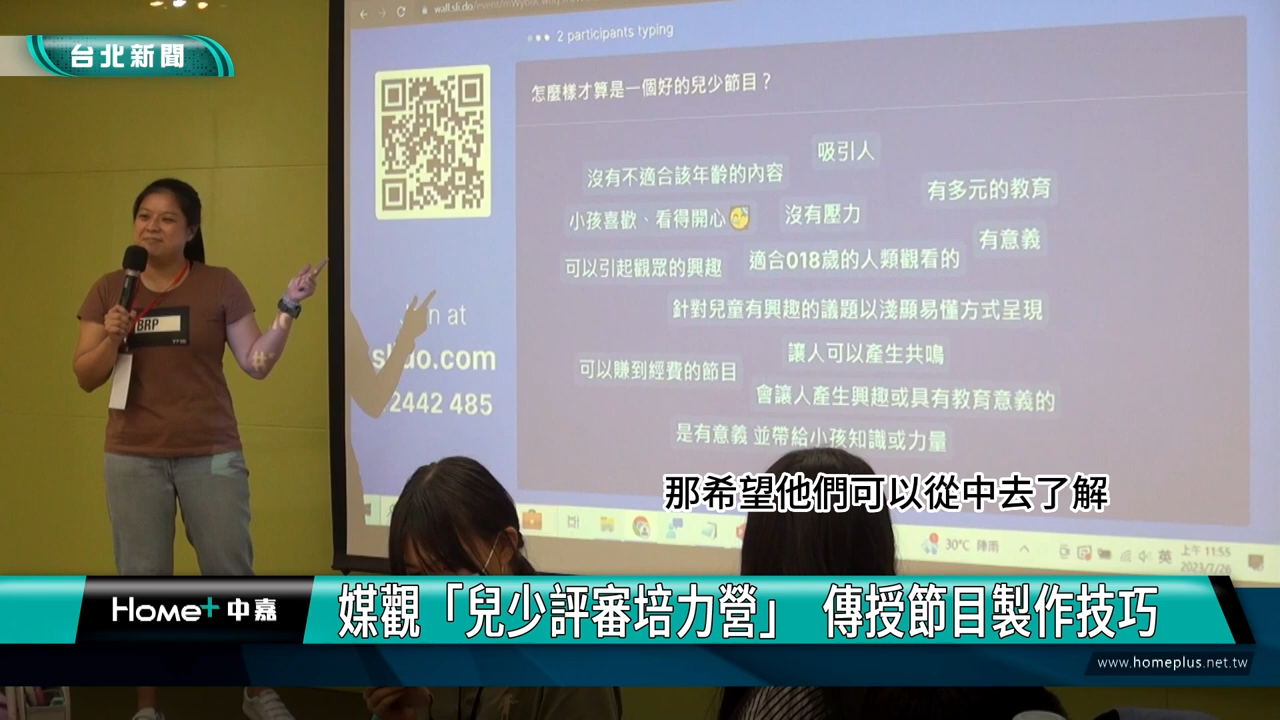 台北新聞
2 participants typing
怎麼樣才算是一個好的兒少節目？
吸引人
沒有不適合該年齡的內容
有多元的教育
小孩喜歡、看得開心
沒有壓力
有意義
可以引起觀眾的興趣
適合018歲的人類觀看的
針對兒童有興趣的議題以淺顯易懂方式呈現
讓人可以產生共鳴
可以賺到經費的節目
會讓人產生興趣或具有教育意義的
是有意義 並帶給小孩知識或力量
at
slido.com
2442 485
BRP
那希望他們可以從中去了解
30°C 陣雨
英
上午 11:55
2023/7/26
Home+ 中嘉
媒觀「兒少評審培力營」 傳授節目製作技巧
www.homeplus.net.tw